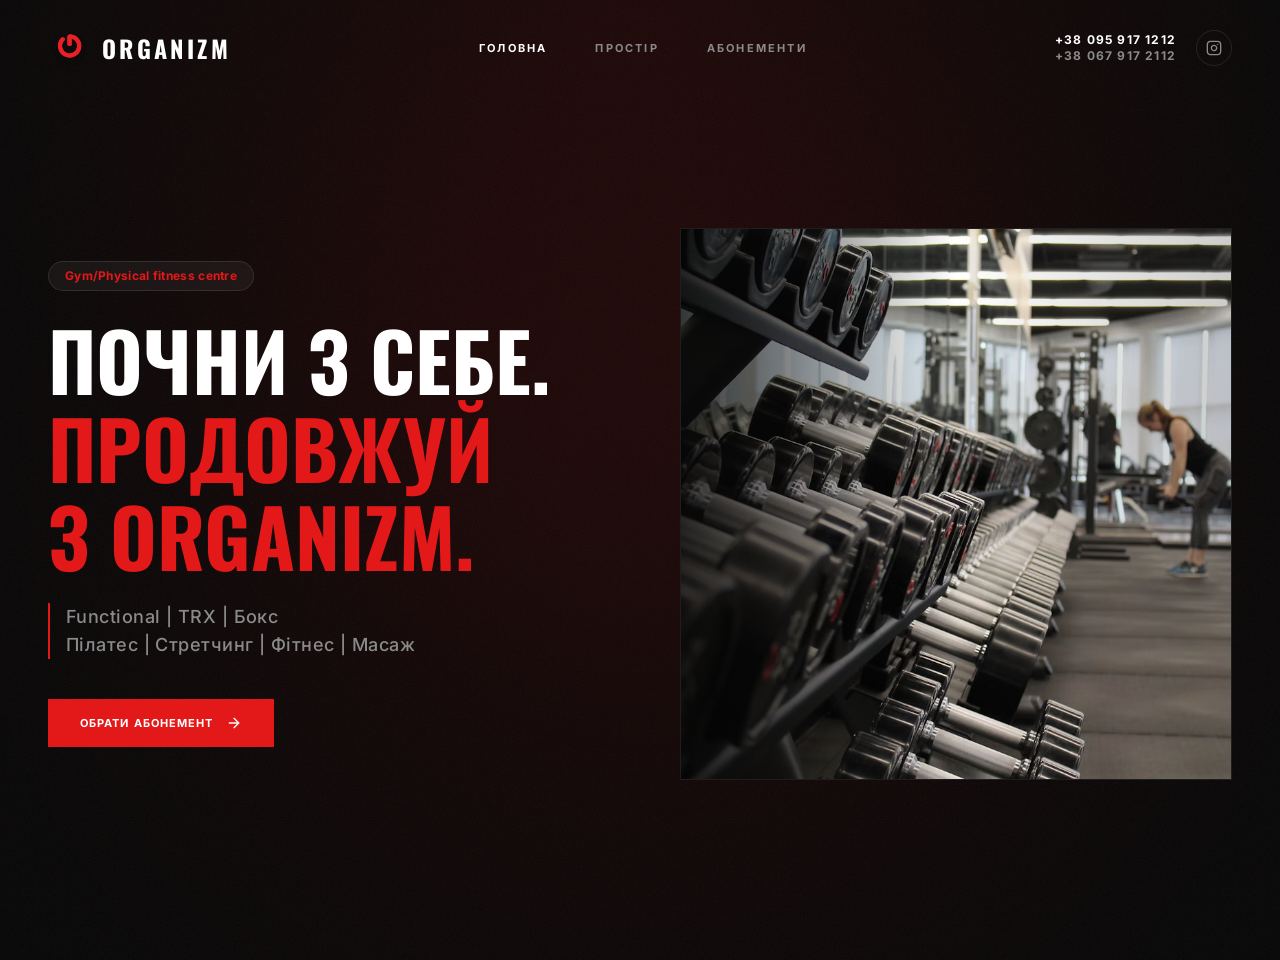 ORGANIZM
ГОЛОВНА
ПРОСТІР
АБОНЕМЕНТИ
+38 095 917 1212
+38 067 917 2112
Gym/Physical fitness centre
ПОЧНИ З СЕБЕ.
ПРОДОВЖУЙ
З ORGANIZM.
Functional | TRX | Бокс
Пілатес | Стретчинг | Фітнес | Масаж
ОБРАТИ АБОНЕМЕНТ